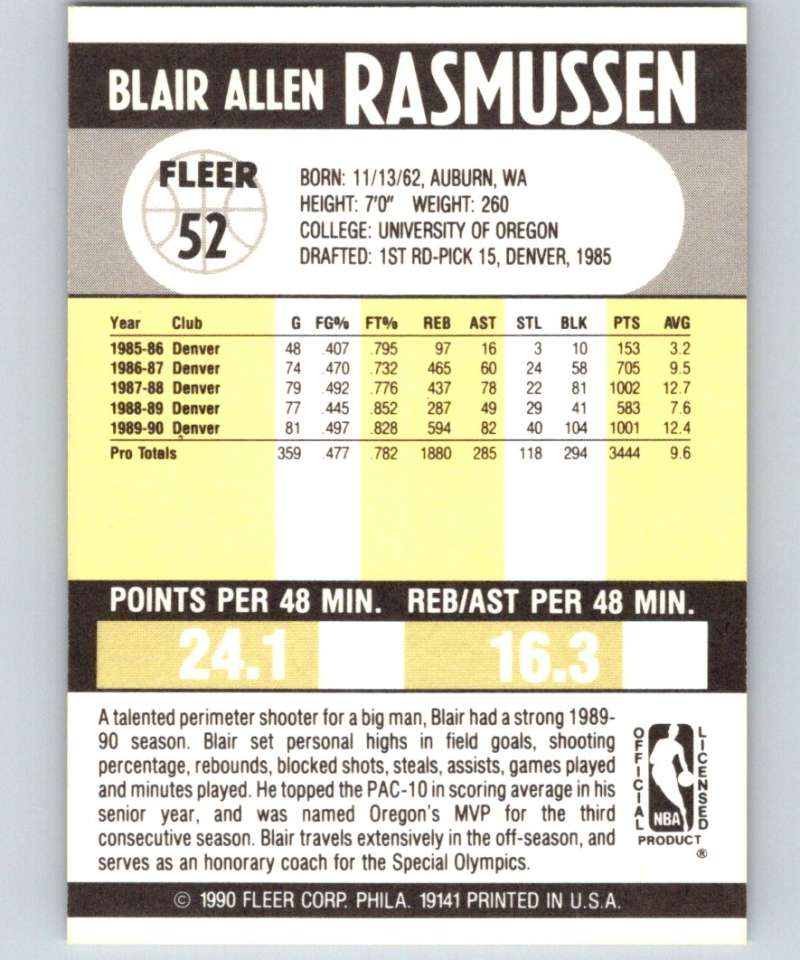 BLAIR ALLEN RASMUSSEN
FLEER
52
BORN: 11/13/62, AUBURN, WA
HEIGHT: 7'0" WEIGHT: 260
COLLEGE: UNIVERSITY OF OREGON
DRAFTED: 1ST RD-PICK 15, DENVER, 1985
Year Club G FG% FT% REB AST STL BLK PTS AVG
1985-86 Denver 48 .407 .795 97 16 3 10 153 3.2
1986-87 Denver 74 .470 .732 465 60 24 58 705 9.5
1987-88 Denver 79 .492 .776 437 78 22 81 1002 12.7
1988-89 Denver 77 .445 .852 287 49 29 41 583 7.6
1989-90 Denver 81 .497 .828 594 82 40 104 1001 12.4
Pro Totals 359 .477 .782 1880 285 118 294 3444 9.6
POINTS PER 48 MIN. REB/AST PER 48 MIN.
24.1 16.3
A talented perimeter shooter for a big man, Blair had a strong 1989-
90 season. Blair set personal highs in field goals, shooting
percentage, rebounds, blocked shots, steals, assists, games played
and minutes played. He topped the PAC-10 in scoring average in his
senior year, and was named Oregon's MVP for the third
consecutive season. Blair travels extensively in the off-season, and
serves as an honorary coach for the Special Olympics.
OFFICIAL
NBA
LICENSED
PRODUCT
®
© 1990 FLEER CORP. PHILA. 19141 PRINTED IN U.S.A.